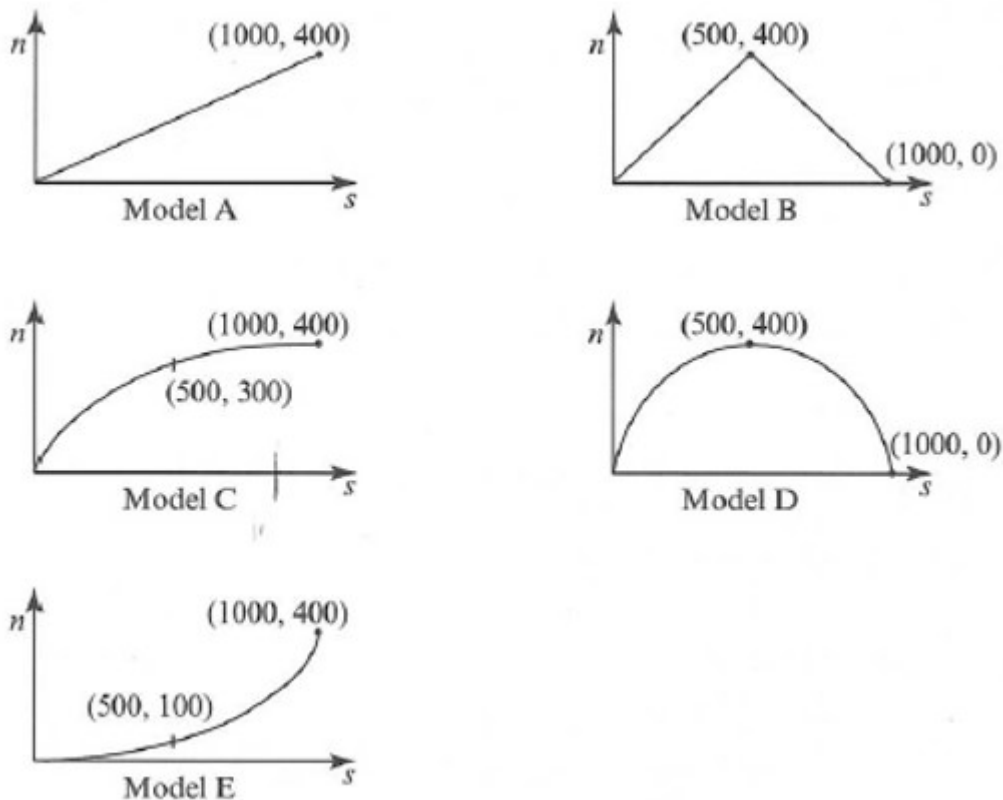 n
(1000, 400)
s
Model A
n
(500, 400)
(1000, 0)
s
Model B
n
(1000, 400)
(500, 300)
s
Model C
n
(500, 400)
(1000, 0)
s
Model D
n
(1000, 400)
(500, 100)
s
Model E